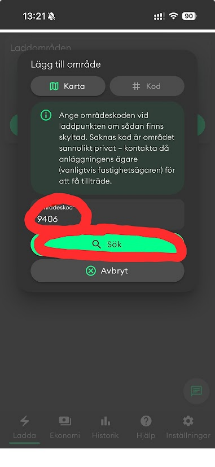 13:21
90
Laddområden
Lägg till område
Karta
# Kod
Ange områdeskoden vid
laddpunkten om sådan finns
skyltad. Saknas kod är området
sannolikt privat – kontakta då
anläggningens ägare
(vanligtvis fastighetsägaren) för
att få tillträde.
9406
Sök
Avbryt
Ladda
Ekonomi
Historik
Hjälp
Inställningar